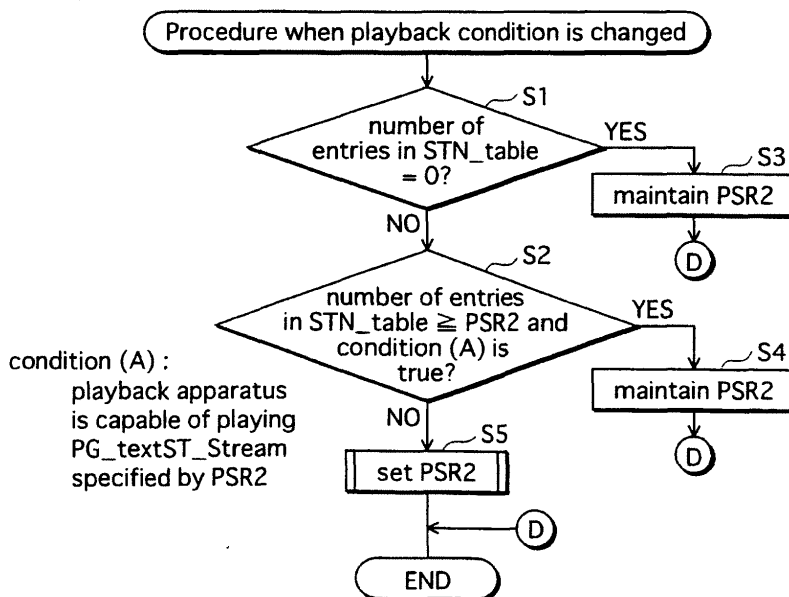 Procedure when playback condition is changed
S1
number of
entries in STN_table
= 0?
YES
S3
maintain PSR2
D
NO
S2
number of entries
in STN_table ≧ PSR2 and
condition (A) is
true?
YES
S4
maintain PSR2
D
condition (A) :
playback apparatus
is capable of playing
PG_textST_Stream
specified by PSR2
NO
S5
set PSR2
D
END